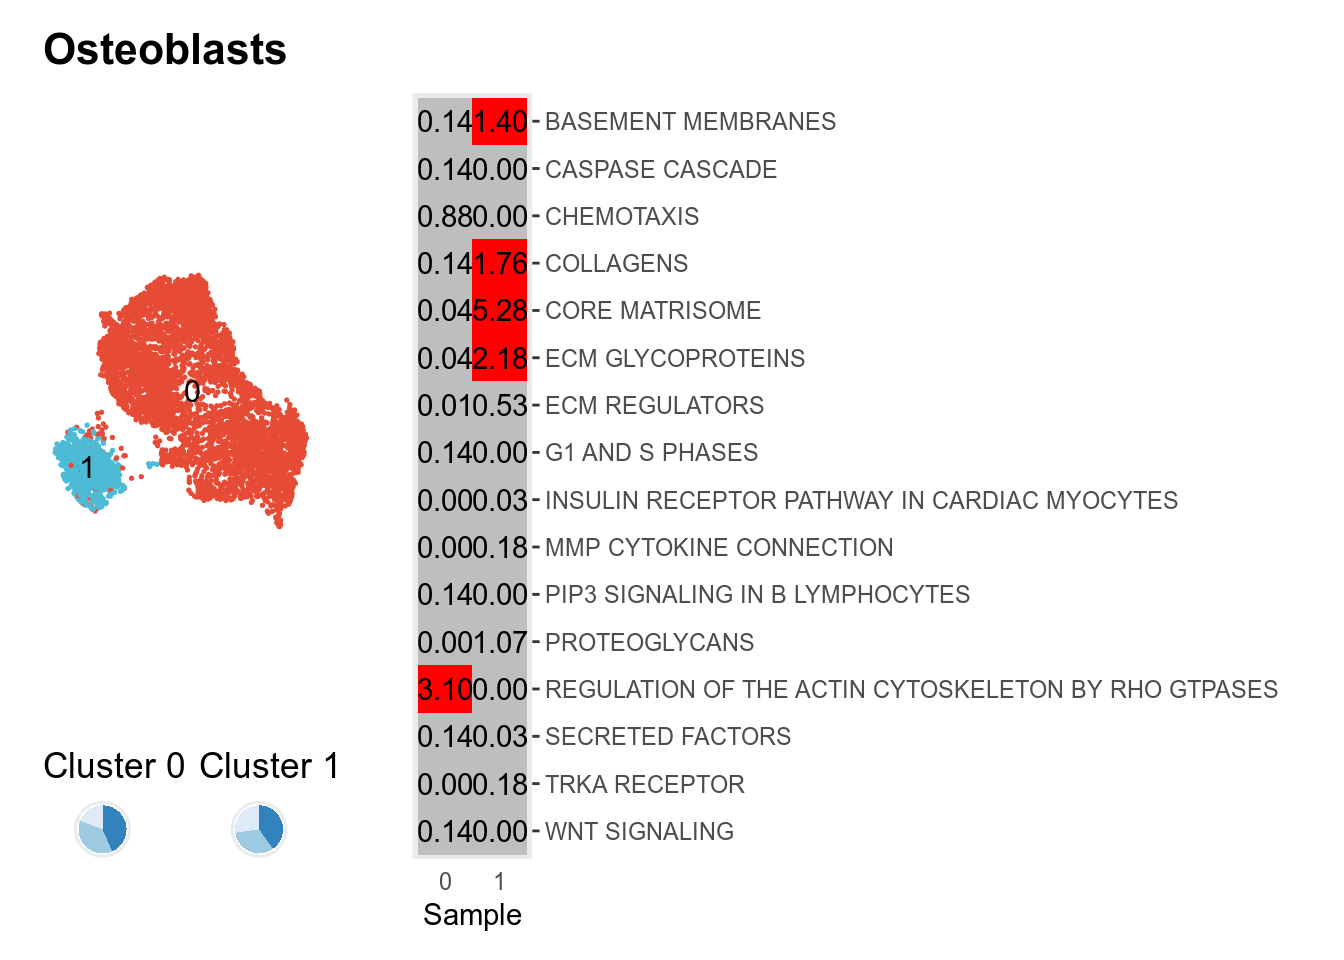 Osteoblasts
0
1
Cluster 0 Cluster 1
0.14 1.40 BASEMENT MEMBRANES
0.14 0.00 CASPASE CASCADE
0.88 0.00 CHEMOTAXIS
0.14 1.76 COLLAGENS
0.04 5.28 CORE MATRISOME
0.04 2.18 ECM GLYCOPROTEINS
0.01 0.53 ECM REGULATORS
0.14 0.00 G1 AND S PHASES
0.00 0.03 INSULIN RECEPTOR PATHWAY IN CARDIAC MYOCYTES
0.00 0.18 MMP CYTOKINE CONNECTION
0.14 0.00 PIP3 SIGNALING IN B LYMPHOCYTES
0.00 1.07 PROTEOGLYCANS
3.10 0.00 REGULATION OF THE ACTIN CYTOSKELETON BY RHO GTPASES
0.14 0.03 SECRETED FACTORS
0.00 0.18 TRKA RECEPTOR
0.14 0.00 WNT SIGNALING
0 1
Sample